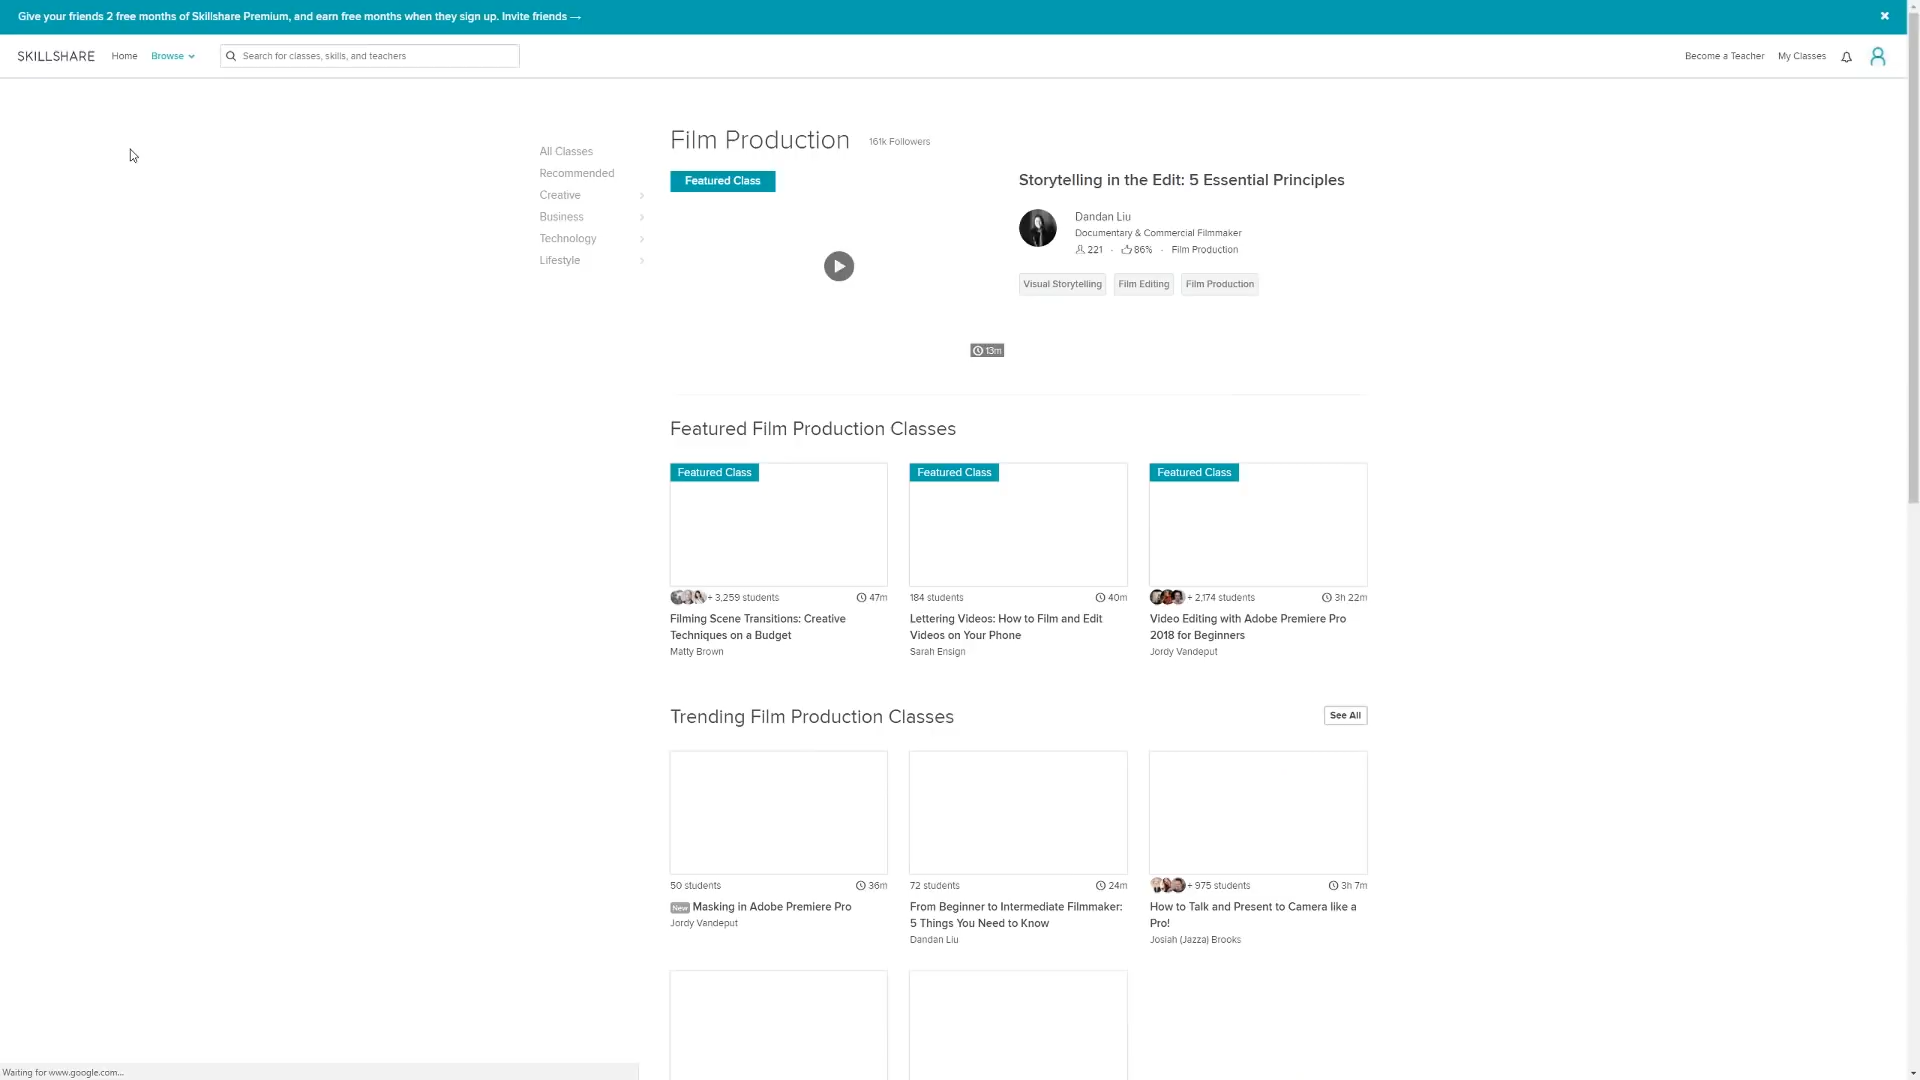 Give your friends 2 free months of Skillshare Premium, and earn free months when they sign up. Invite friends →
SKILLSHARE Home Browse Search for classes, skills, and teachers Become a Teacher My Classes
All Classes
Recommended
Creative
Business
Technology
Lifestyle
Film Production 161k Followers
Featured Class
13m
Storytelling in the Edit: 5 Essential Principles
Dandan Liu
Documentary & Commercial Filmmaker
221 · 86% · Film Production
Visual Storytelling Film Editing Film Production
Featured Film Production Classes
Featured Class
+ 3,259 students 47m
Filming Scene Transitions: Creative
Techniques on a Budget
Matty Brown
Featured Class
184 students 40m
Lettering Videos: How to Film and Edit
Videos on Your Phone
Sarah Ensign
Featured Class
+ 2,174 students 3h 22m
Video Editing with Adobe Premiere Pro
2018 for Beginners
Jordy Vandeput
Trending Film Production Classes See All
50 students 36m
New Masking in Adobe Premiere Pro
Jordy Vandeput
72 students 24m
From Beginner to Intermediate Filmmaker:
5 Things You Need to Know
Dandan Liu
+ 975 students 3h 7m
How to Talk and Present to Camera like a
Pro!
Josiah (Jazza) Brooks
Waiting for www.google.com...